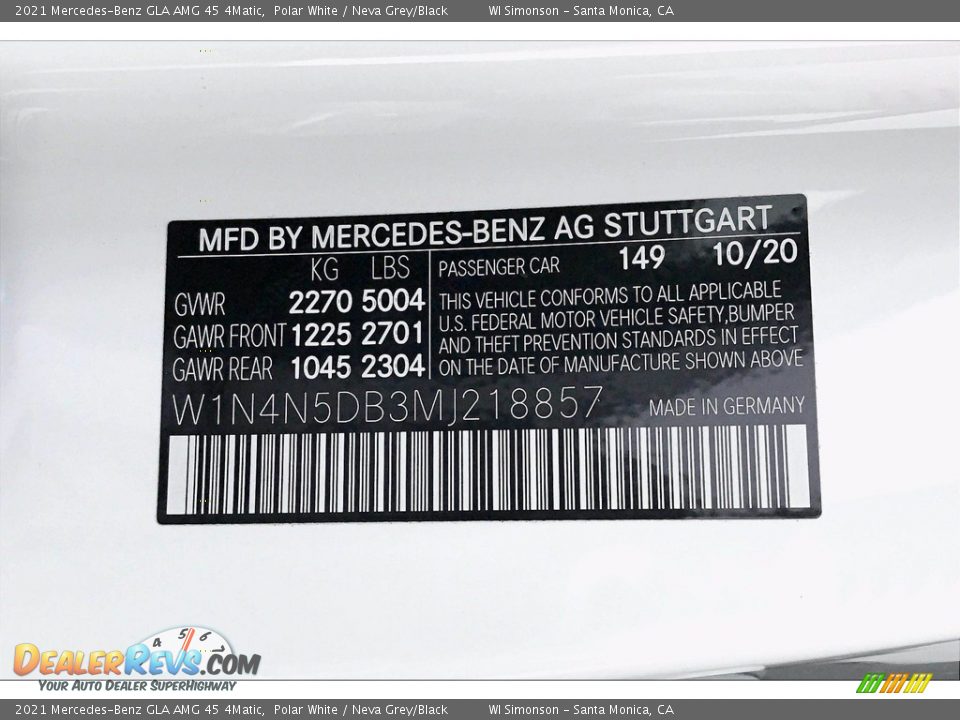 2021 Mercedes-Benz GLA AMG 45 4Matic, Polar White / Neva Grey/Black WI Simonson - Santa Monica, CA
MFD BY MERCEDES-BENZ AG STUTTGART
KG LBS
GVWR 2270 5004
GAWR FRONT 1225 2701
GAWR REAR 1045 2304
PASSENGER CAR 149 10/20
THIS VEHICLE CONFORMS TO ALL APPLICABLE
U.S. FEDERAL MOTOR VEHICLE SAFETY,BUMPER
AND THEFT PREVENTION STANDARDS IN EFFECT
ON THE DATE OF MANUFACTURE SHOWN ABOVE
W1N4N5DB3MJ218857 MADE IN GERMANY
4 5 6 7
DEALERREVS.COM
YOUR AUTO DEALER SUPERHIGHWAY
2021 Mercedes-Benz GLA AMG 45 4Matic, Polar White / Neva Grey/Black WI Simonson - Santa Monica, CA